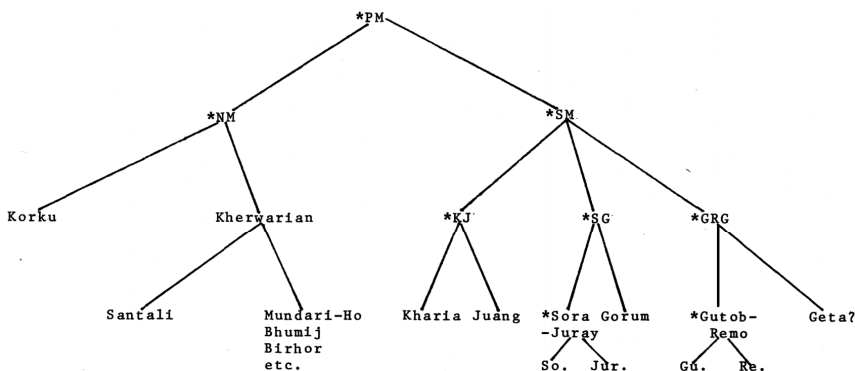 *PM
*NM *SM
Korku Kherwarian *KJ *SG *GRG
Santali Mundari-Ho Kharia Juang *Sora Gorum *Gutob- Geta?
Bhumij -Juray Remo
Birhor
etc. So. Jur. Gu. Re.